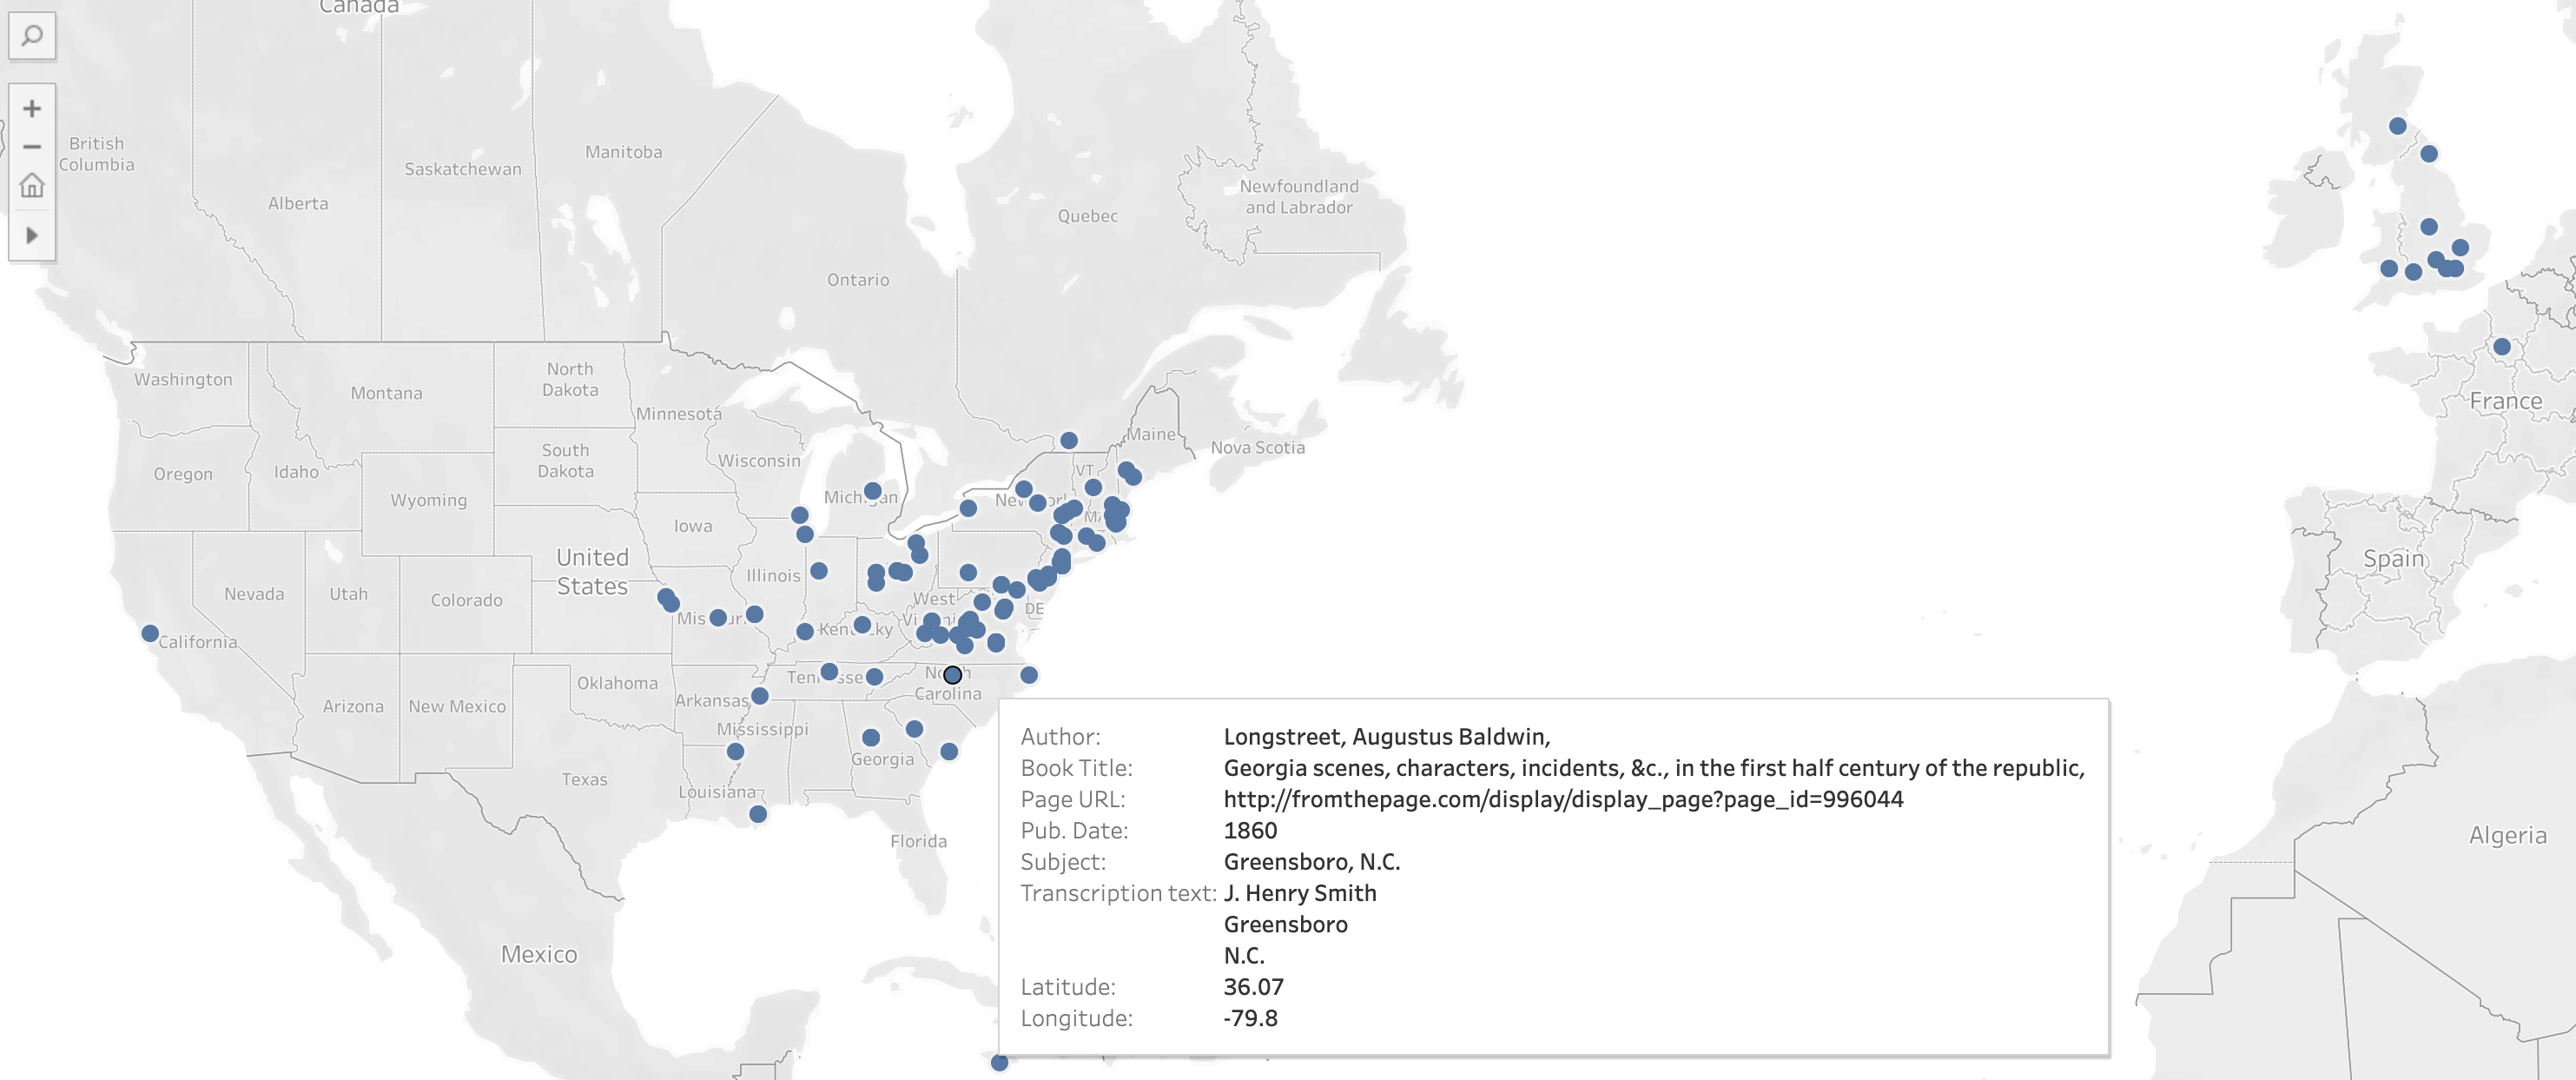 Canada
British
Columbia
Alberta
Saskatchewan
Manitoba
Ontario
Quebec
Newfoundland
and Labrador
Nova Scotia
Washington
Montana
North
Dakota
Minnesota
Maine
Oregon
Idaho
South
Dakota
Wisconsin
VT
Wyoming
Michigan
New York
MA
Iowa
United
States
Illinois
Nevada
Utah
Colorado
West
Virginia
DE
Missouri
Kentucky
California
Tennessee
North
Carolina
Oklahoma
Arkansas
Arizona
New Mexico
Mississippi
Georgia
Texas
Louisiana
Florida
Mexico
France
Spain
Algeria
Author: Longstreet, Augustus Baldwin,
Book Title: Georgia scenes, characters, incidents, &c., in the first half century of the republic,
Page URL: http://fromthepage.com/display/display_page?page_id=996044
Pub. Date: 1860
Subject: Greensboro, N.C.
Transcription text: J. Henry Smith
Greensboro
N.C.
Latitude: 36.07
Longitude: -79.8